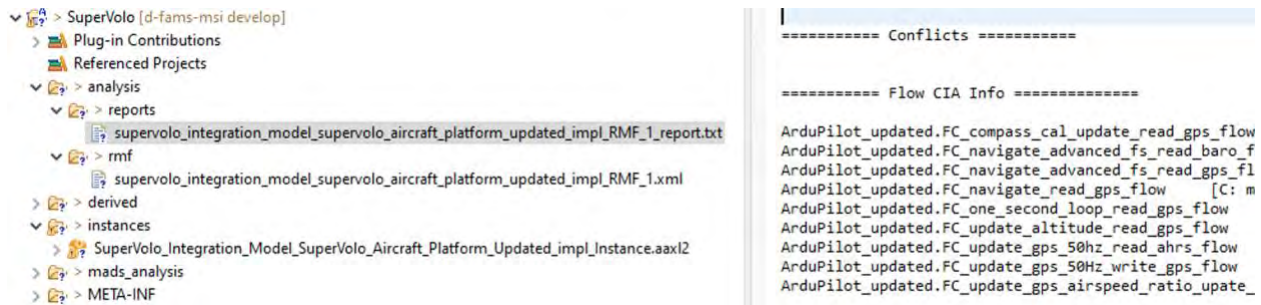 > SuperVolo [d-fams-msi develop]
Plug-in Contributions
Referenced Projects
> analysis
> reports
supervolo_integration_model_supervolo_aircraft_platform_updated_impl_RMF_1_report.txt
> rmf
supervolo_integration_model_supervolo_aircraft_platform_updated_impl_RMF_1.xml
> derived
> instances
SuperVolo_Integration_Model_SuperVolo_Aircraft_Platform_Updated_impl_Instance.aaxl2
> mads_analysis
> META-INF
=========== Conflicts ===========
=========== Flow CIA Info ==============
ArduPilot_updated.FC_compass_cal_update_read_gps_flow
ArduPilot_updated.FC_navigate_advanced_fs_read_baro_f
ArduPilot_updated.FC_navigate_advanced_fs_read_gps_fl
ArduPilot_updated.FC_navigate_read_gps_flow [C: m
ArduPilot_updated.FC_one_second_loop_read_gps_flow
ArduPilot_updated.FC_update_altitude_read_gps_flow
ArduPilot_updated.FC_update_gps_50hz_read_ahrs_flow
ArduPilot_updated.FC_update_gps_50Hz_write_gps_flow
ArduPilot_updated.FC_update_gps_airspeed_ratio_upate_